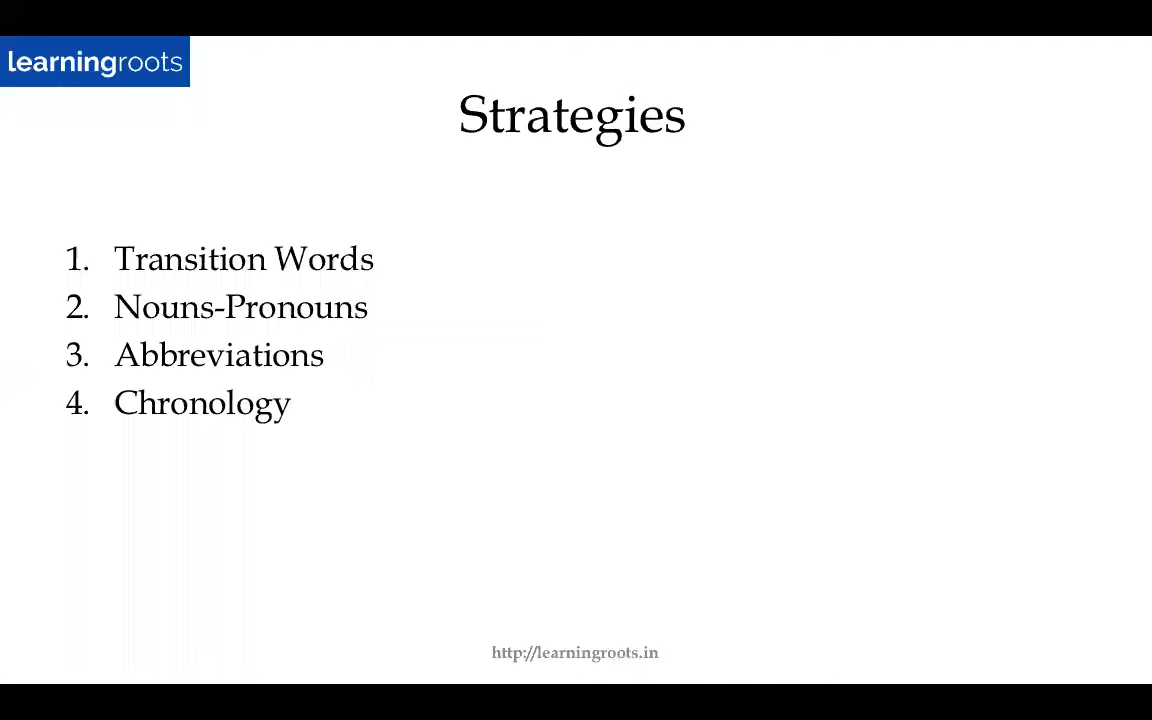 learningroots
Strategies
1. Transition Words
2. Nouns-Pronouns
3. Abbreviations
4. Chronology
http://learningroots.in